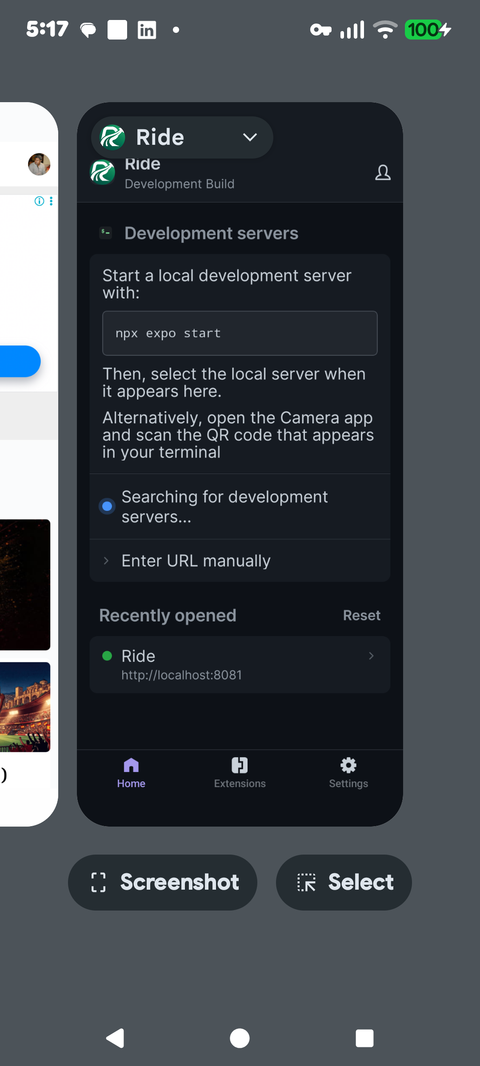 5:17
100
Ride
Ride
Development Build
Development servers
Start a local development server
with:
npx expo start
Then, select the local server when
it appears here.
Alternatively, open the Camera app
and scan the QR code that appears
in your terminal
Searching for development
servers...
Enter URL manually
Recently opened
Reset
Ride
http://localhost:8081
Home
Extensions
Settings
)
Screenshot
Select